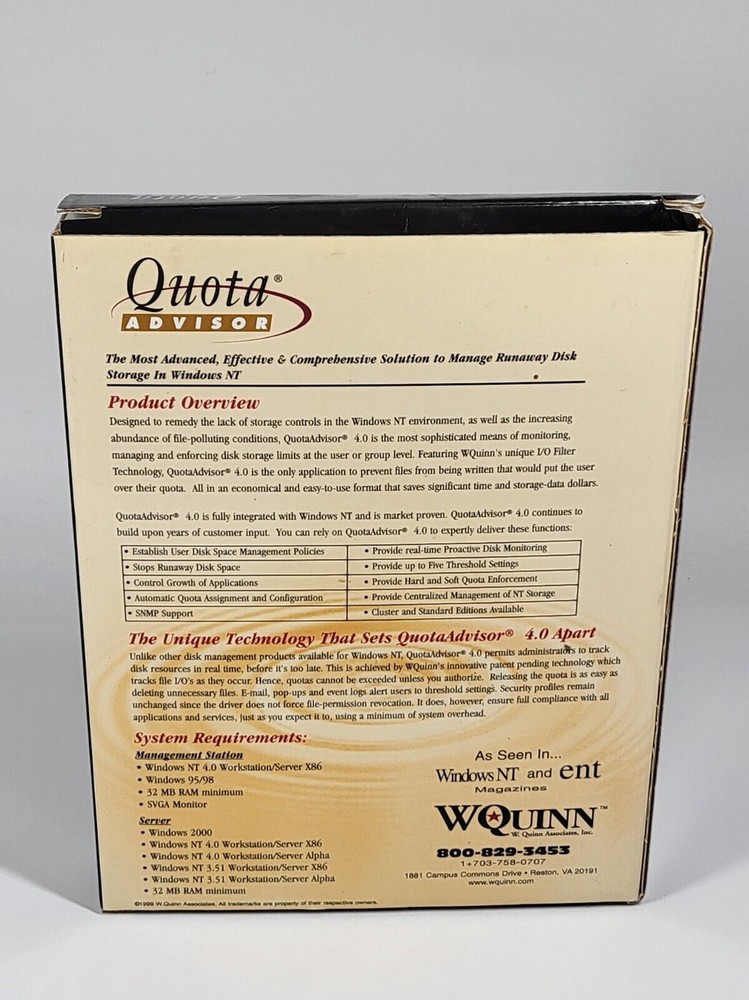 Quota®
ADVISOR
The Most Advanced, Effective & Comprehensive Solution to Manage Runaway Disk
Storage In Windows NT
Product Overview
Designed to remedy the lack of storage controls in the Windows NT environment, as well as the increasing
abundance of file-polluting conditions, QuotaAdvisor® 4.0 is the most sophisticated means of monitoring,
managing and enforcing disk storage limits at the user or group level. Featuring WQuinn's unique I/O Filter
Technology, QuotaAdvisor® 4.0 is the only application to prevent files from being written that would put the user
over their quota. All in an economical and easy-to-use format that saves significant time and storage-data dollars.
QuotaAdvisor® 4.0 is fully integrated with Windows NT and is market proven. QuotaAdvisor® 4.0 continues to
build upon years of customer input. You can rely on QuotaAdvisor® 4.0 to expertly deliver these functions:
• Establish User Disk Space Management Policies
• Provide real-time Proactive Disk Monitoring
• Stops Runaway Disk Space
• Provide up to Five Threshold Settings
• Control Growth of Applications
• Provide Hard and Soft Quota Enforcement
• Automatic Quota Assignment and Configuration
• Provide Centralized Management of NT Storage
• SNMP Support
• Cluster and Standard Editions Available
The Unique Technology That Sets QuotaAdvisor® 4.0 Apart
Unlike other disk management products available for Windows NT, QuotaAdvisor® 4.0 permits administrators to track
disk resources in real time, before it's too late. This is achieved by WQuinn's innovative patent pending technology which
tracks file I/O's as they occur. Hence, quotas cannot be exceeded unless you authorize. Releasing the quota is as easy as
deleting unnecessary files. E-mail, pop-ups and event logs alert users to threshold settings. Security profiles remain
unchanged since the driver does not force file-permission revocation. It does, however, ensure full compliance with all
applications and services, just as you expect it to, using a minimum of system overhead.
System Requirements:
Management Station
• Windows NT 4.0 Workstation/Server X86
• Windows 95/98
• 32 MB RAM minimum
• SVGA Monitor
Server
• Windows 2000
• Windows NT 4.0 Workstation/Server X86
• Windows NT 4.0 Workstation/Server Alpha
• Windows NT 3.51 Workstation/Server X86
• Windows NT 3.51 Workstation/Server Alpha
• 32 MB RAM minimum
©1999 W.Quinn Associates. All trademarks are property of their respective owners.
As Seen In...
Windows NT and ent
Magazines
WQUINN™
W. Quinn Associates, Inc.
800-829-3453
1+703-758-0707
1881 Campus Commons Drive • Reston, VA 20191
www.wquinn.com